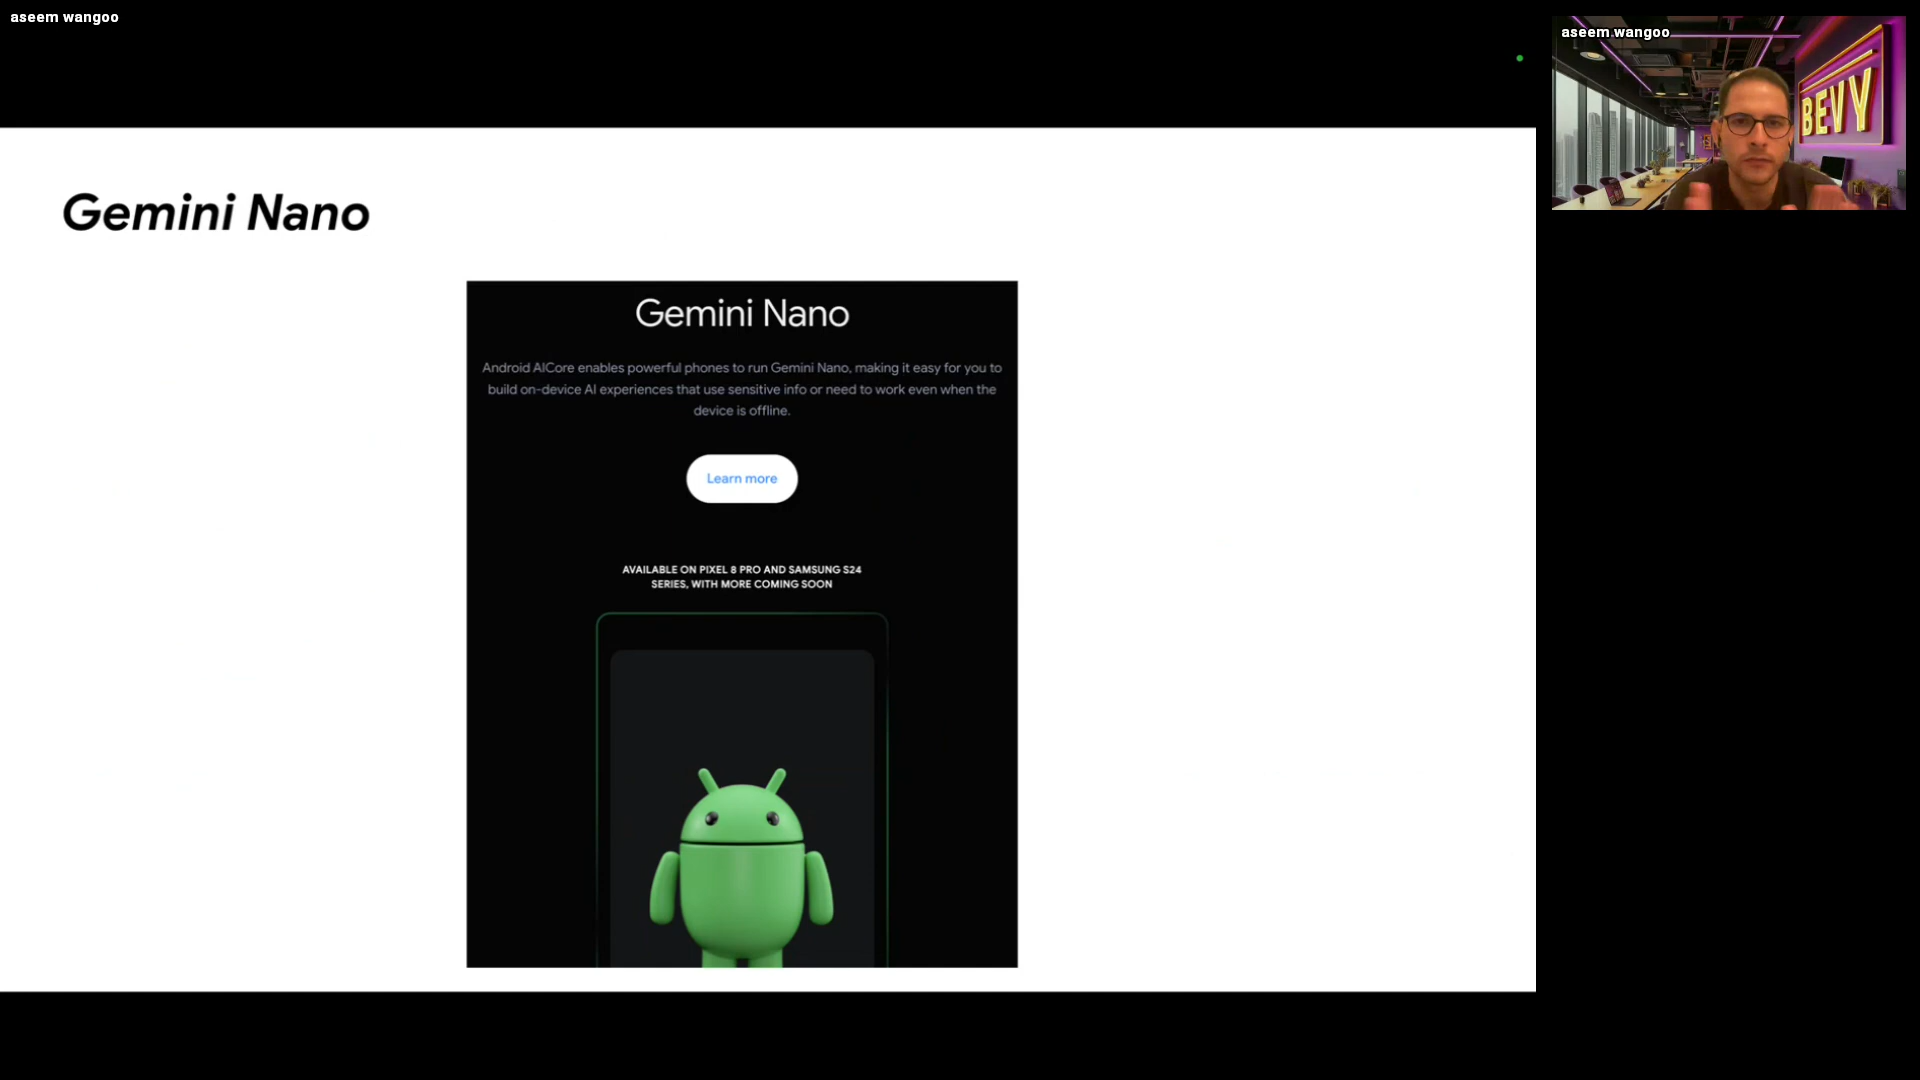 aseem wangoo
aseem wangoo
BEVY
Gemini Nano
Gemini Nano
Android AICore enables powerful phones to run Gemini Nano, making it easy for you to
build on-device AI experiences that use sensitive info or need to work even when the
device is offline.
Learn more
AVAILABLE ON PIXEL 8 PRO AND SAMSUNG S24
SERIES, WITH MORE COMING SOON